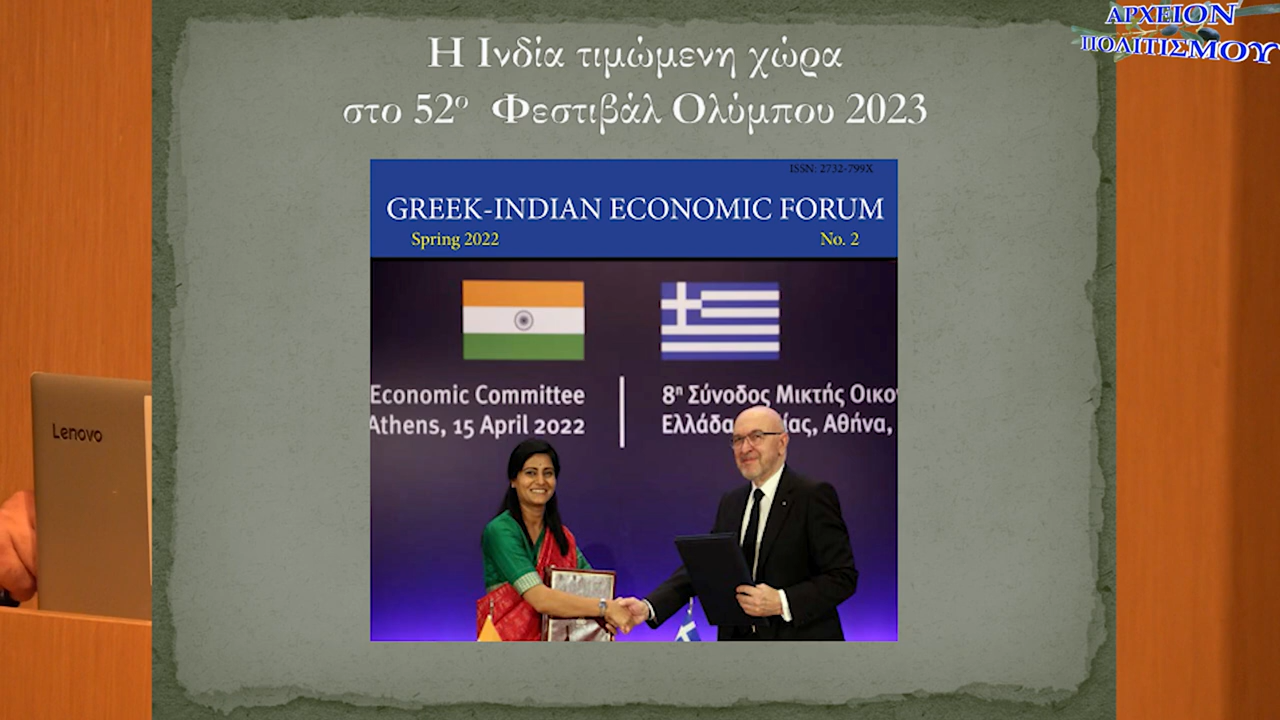 ΑΡΧΕΙΟΝ
ΠΟΛΙΤΙΣΜΟΥ
Η Ινδία τιμώμενη χώρα
στο 52ο Φεστιβάλ Ολύμπου 2023
ISSN: 2732-799X
GREEK-INDIAN ECONOMIC FORUM
Spring 2022 No. 2
Economic Committee
Athens, 15 April 2022
8η Σύνοδος Μικτής Οικο
Ελλάδα ίας, Αθήνα,
Lenovo